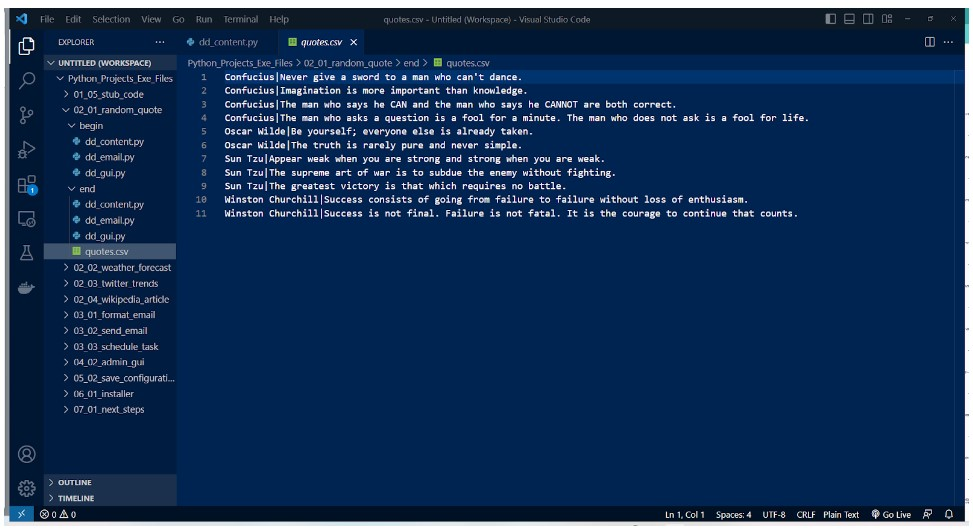 File Edit Selection View Go Run Terminal Help quotes.csv - Untitled (Workspace) - Visual Studio Code
EXPLORER ...
dd_content.py quotes.csv
UNTITLED (WORKSPACE)
Python_Projects_Exe_Files
01_05_stub_code
02_01_random_quote
begin
dd_content.py
dd_email.py
dd_gui.py
end
dd_content.py
dd_email.py
dd_gui.py
quotes.csv
02_02_weather_forecast
02_03_twitter_trends
02_04_wikipedia_article
03_01_format_email
03_02_send_email
03_03_schedule_task
04_02_admin_gui
05_02_save_configurati...
06_01_installer
07_01_next_steps
OUTLINE
TIMELINE
Python_Projects_Exe_Files > 02_01_random_quote > end > quotes.csv
1 Confucius|Never give a sword to a man who can't dance.
2 Confucius|Imagination is more important than knowledge.
3 Confucius|The man who says he CAN and the man who says he CANNOT are both correct.
4 Confucius|The man who asks a question is a fool for a minute. The man who does not ask is a fool for life.
5 Oscar Wilde|Be yourself; everyone else is already taken.
6 Oscar Wilde|The truth is rarely pure and never simple.
7 Sun Tzu|Appear weak when you are strong and strong when you are weak.
8 Sun Tzu|The supreme art of war is to subdue the enemy without fighting.
9 Sun Tzu|The greatest victory is that which requires no battle.
10 Winston Churchill|Success consists of going from failure to failure without loss of enthusiasm.
11 Winston Churchill|Success is not final. Failure is not fatal. It is the courage to continue that counts.
1
0 0 Ln 1, Col 1 Spaces: 4 UTF-8 CRLF Plain Text Go Live